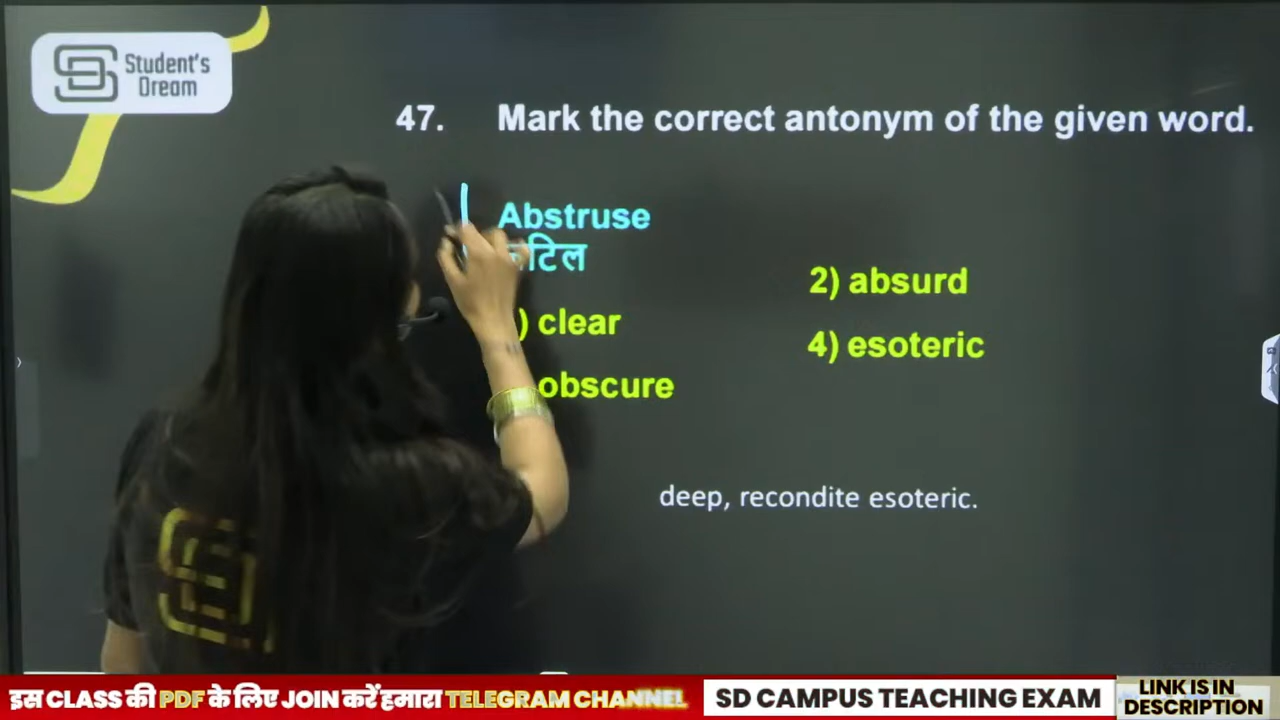 Student's
Dream
47. Mark the correct antonym of the given word.
Abstruse
2) absurd
) clear
4) esoteric
obscure
deep, recondite esoteric.
इस CLASS की PDF के लिए JOIN करें हमारा TELEGRAM CHANNEL
SD CAMPUS TEACHING EXAM
LINK IS IN
DESCRIPTION